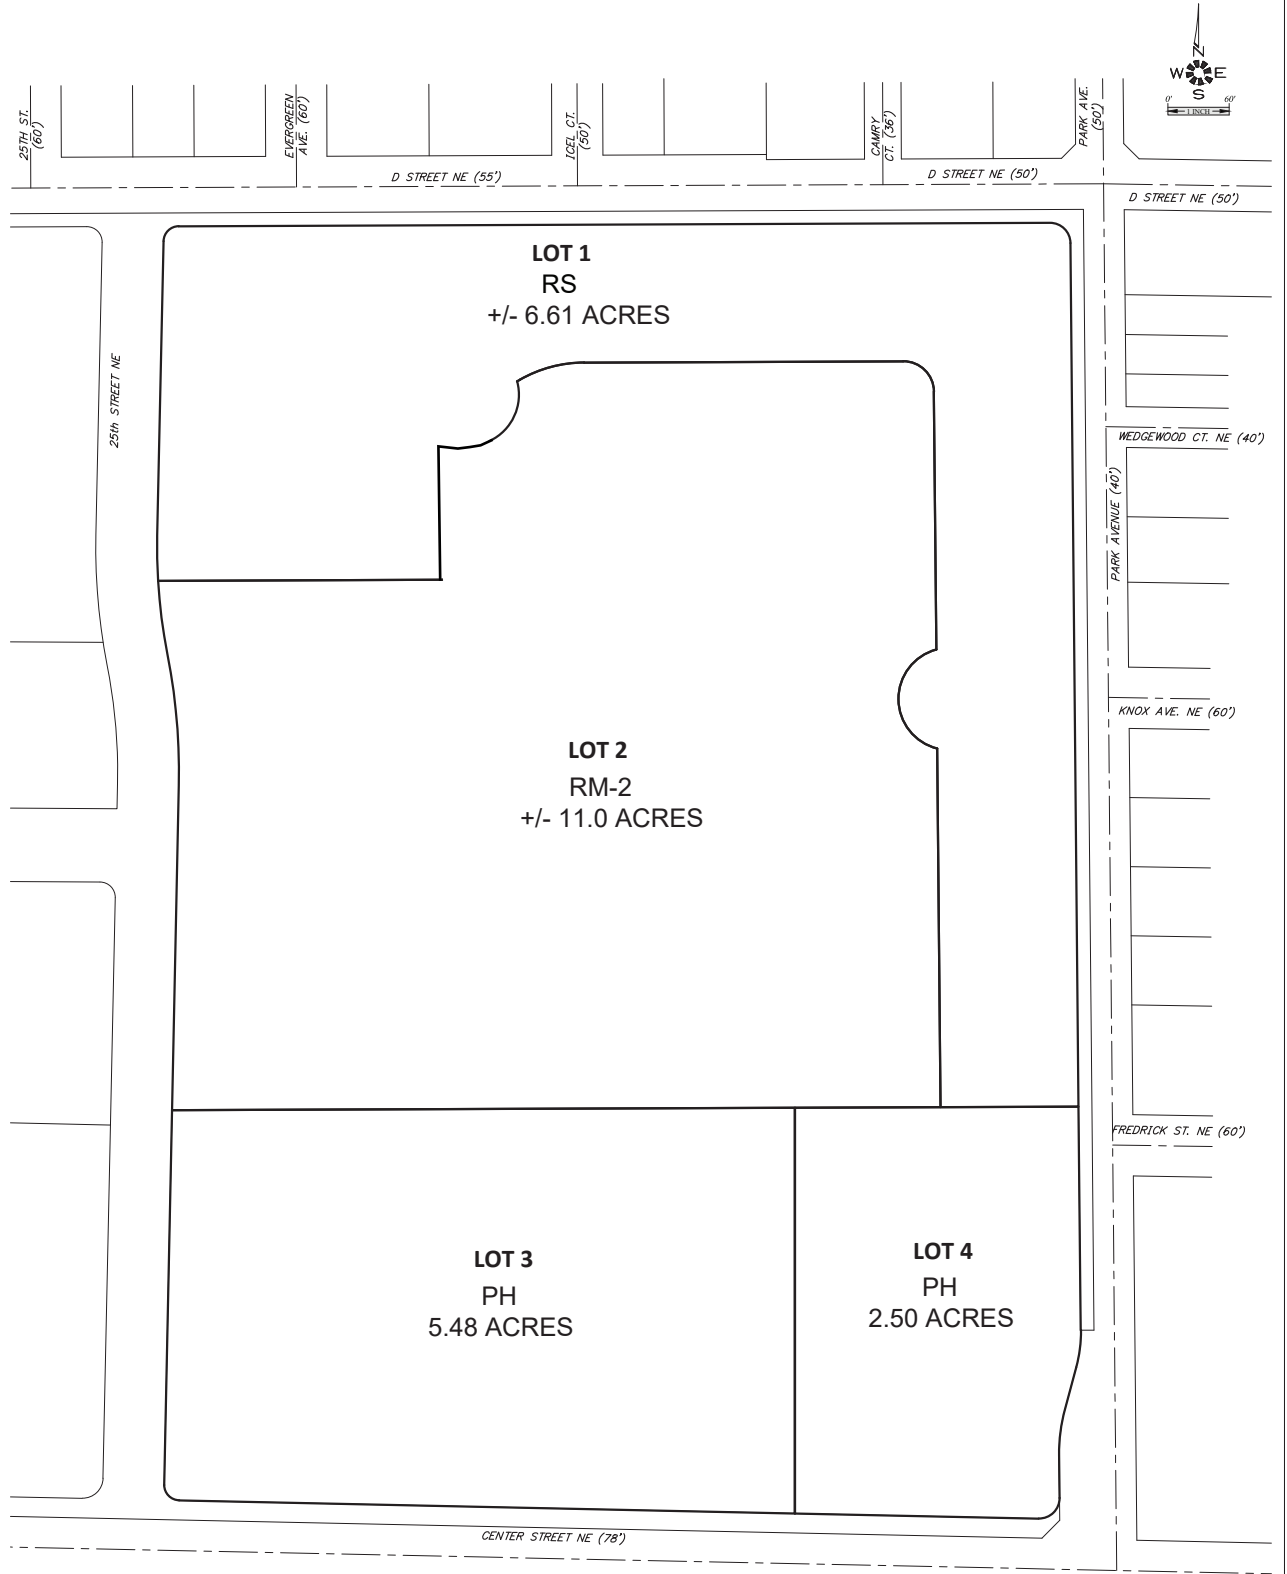 N
W E
S
0' 60'
1 INCH
25TH ST.
(60')
EVERGREEN
AVE. (60')
ICEL CT.
(50')
CAMRY
CT. (36')
PARK AVE.
(50')
D STREET NE (55')
D STREET NE (50')
D STREET NE (50')
LOT 1
RS
+/- 6.61 ACRES
25th STREET NE
WEDGEWOOD CT. NE (40')
PARK AVENUE (40')
KNOX AVE. NE (60')
LOT 2
RM-2
+/- 11.0 ACRES
FREDRICK ST. NE (60')
LOT 3
PH
5.48 ACRES
LOT 4
PH
2.50 ACRES
CENTER STREET NE (78')